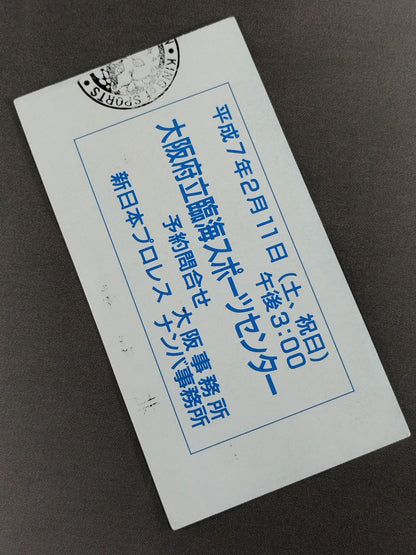 KING OF SPORTS
平成7年2月11日(土、祝日)
午後3:00
大阪府立臨海スポーツセンター
予約問合せ 大阪事務所
新日本プロレス ナンバ事務所